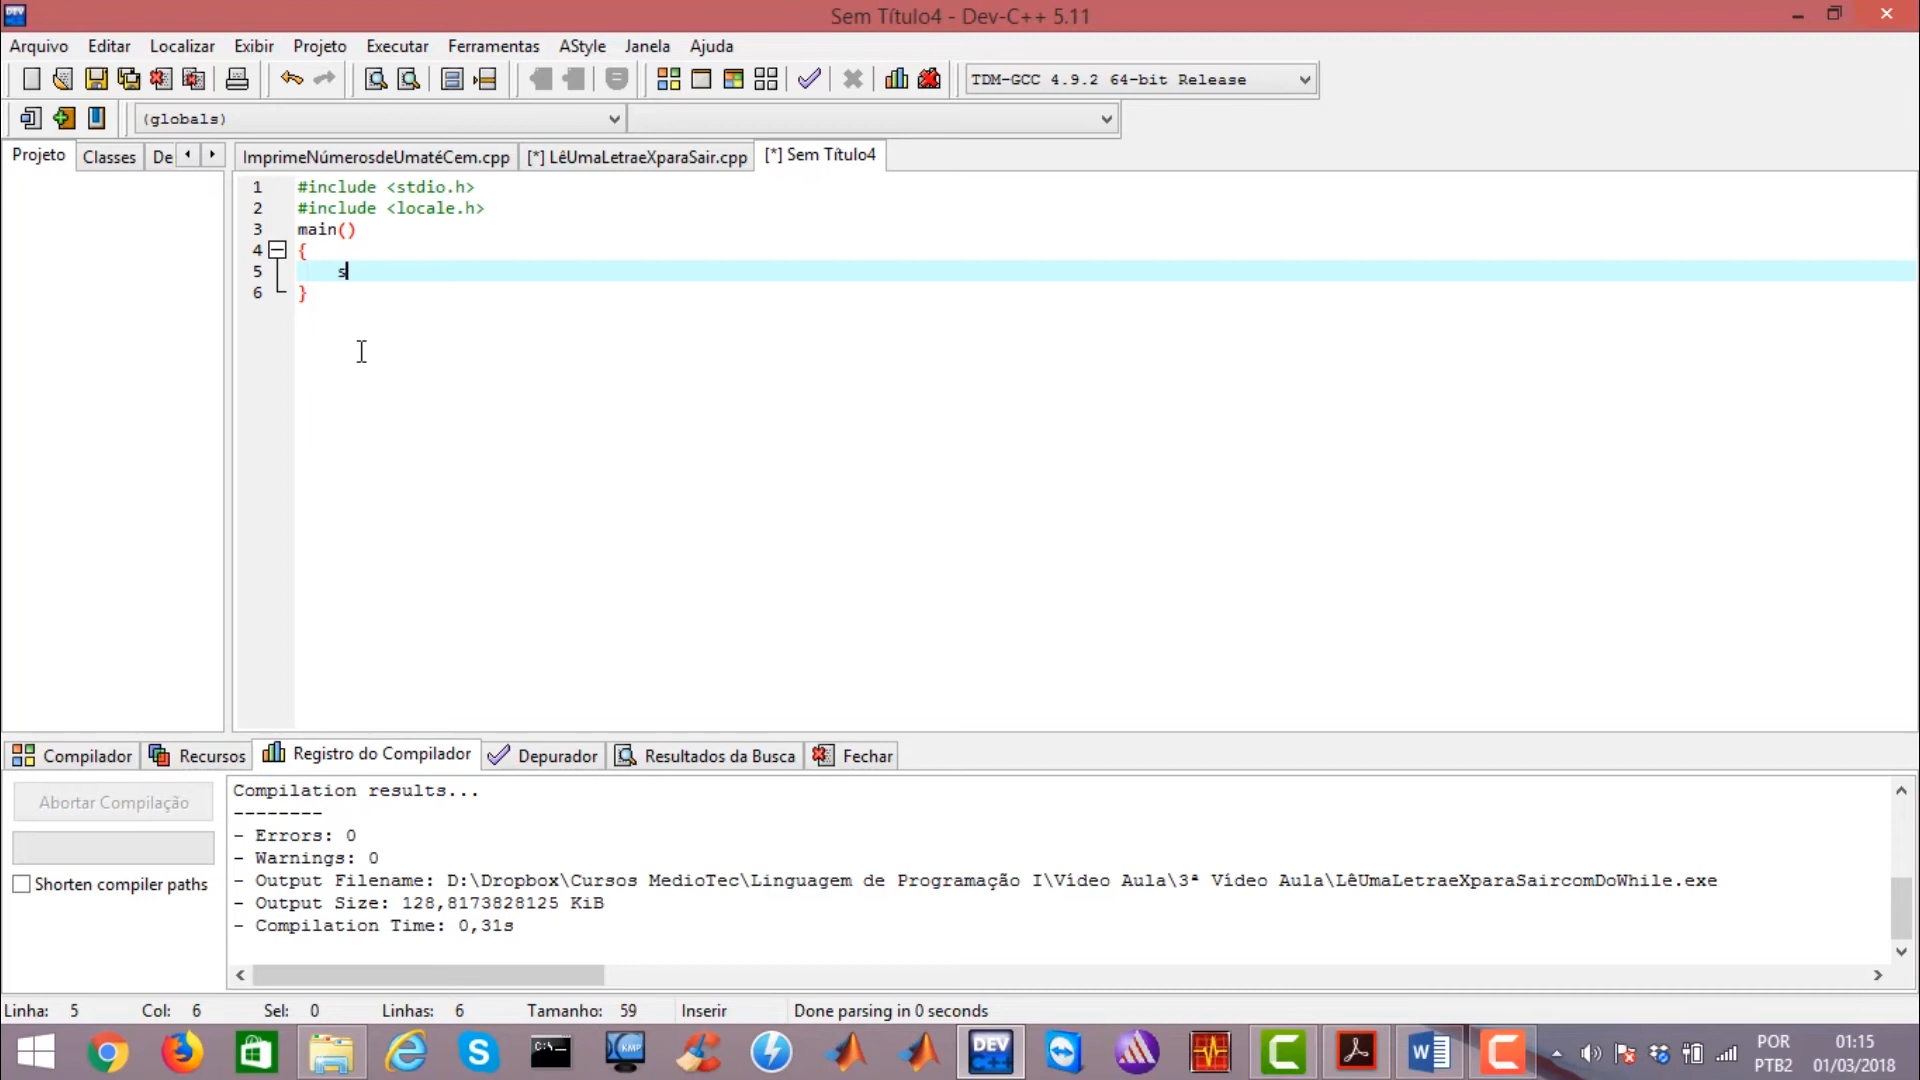 Sem Título4 - Dev-C++ 5.11
Arquivo Editar Localizar Exibir Projeto Executar Ferramentas AStyle Janela Ajuda
TDM-GCC 4.9.2 64-bit Release
(globals)
Projeto Classes De ImprimeNúmerosdeUmatéCem.cpp [*] LêUmaLetraeXparaSair.cpp [*] Sem Título4
1 #include <stdio.h>
2 #include <locale.h>
3 main()
4 {
5 s
6 }
Compilador Recursos Registro do Compilador Depurador Resultados da Busca Fechar
Abortar Compilação
Shorten compiler paths
Compilation results...
--------
- Errors: 0
- Warnings: 0
- Output Filename: D:\Dropbox\Cursos MedioTec\Linguagem de Programação I\Vídeo Aula\3ª Vídeo Aula\LêUmaLetraeXparaSaircomDoWhile.exe
- Output Size: 128,8173828125 KiB
- Compilation Time: 0,31s
Linha: 5 Col: 6 Sel: 0 Linhas: 6 Tamanho: 59 Inserir Done parsing in 0 seconds
DEV C++
KMP
C:\
POR 01:15
PTB2 01/03/2018